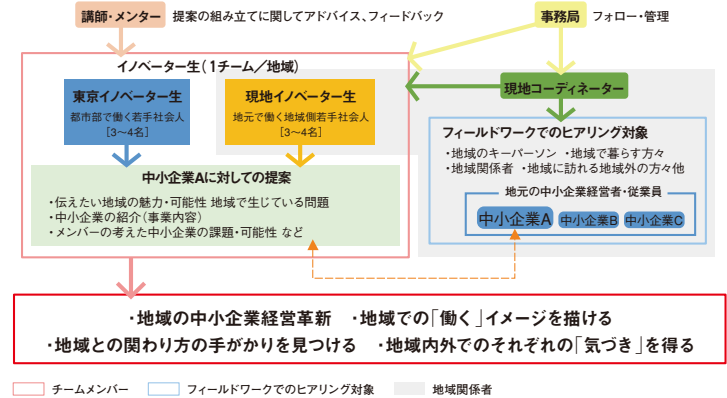 講師・メンター 提案の組み立てに関してアドバイス、フィードバック
事務局 フォロー・管理
イノベーター生(1チーム／地域)
東京イノベーター生
都市部で働く若手社会人
[3～4名]
現地イノベーター生
地元で働く地域側若手社会人
[3～4名]
中小企業Aに対しての提案
・伝えたい地域の魅力・可能性 地域で生じている問題
・中小企業の紹介(事業内容)
・メンバーの考えた中小企業の課題・可能性 など
現地コーディネーター
フィールドワークでのヒアリング対象
・地域のキーパーソン ・地域で暮らす方々
・地域関係者 ・地域に訪れる地域外の方々他
地元の中小企業経営者・従業員
中小企業A 中小企業B 中小企業C
・地域の中小企業経営革新 ・地域での「働く」イメージを描ける
・地域との関わり方の手がかりを見つける ・地域内外でのそれぞれの「気づき」を得る
チームメンバー フィールドワークでのヒアリング対象 地域関係者